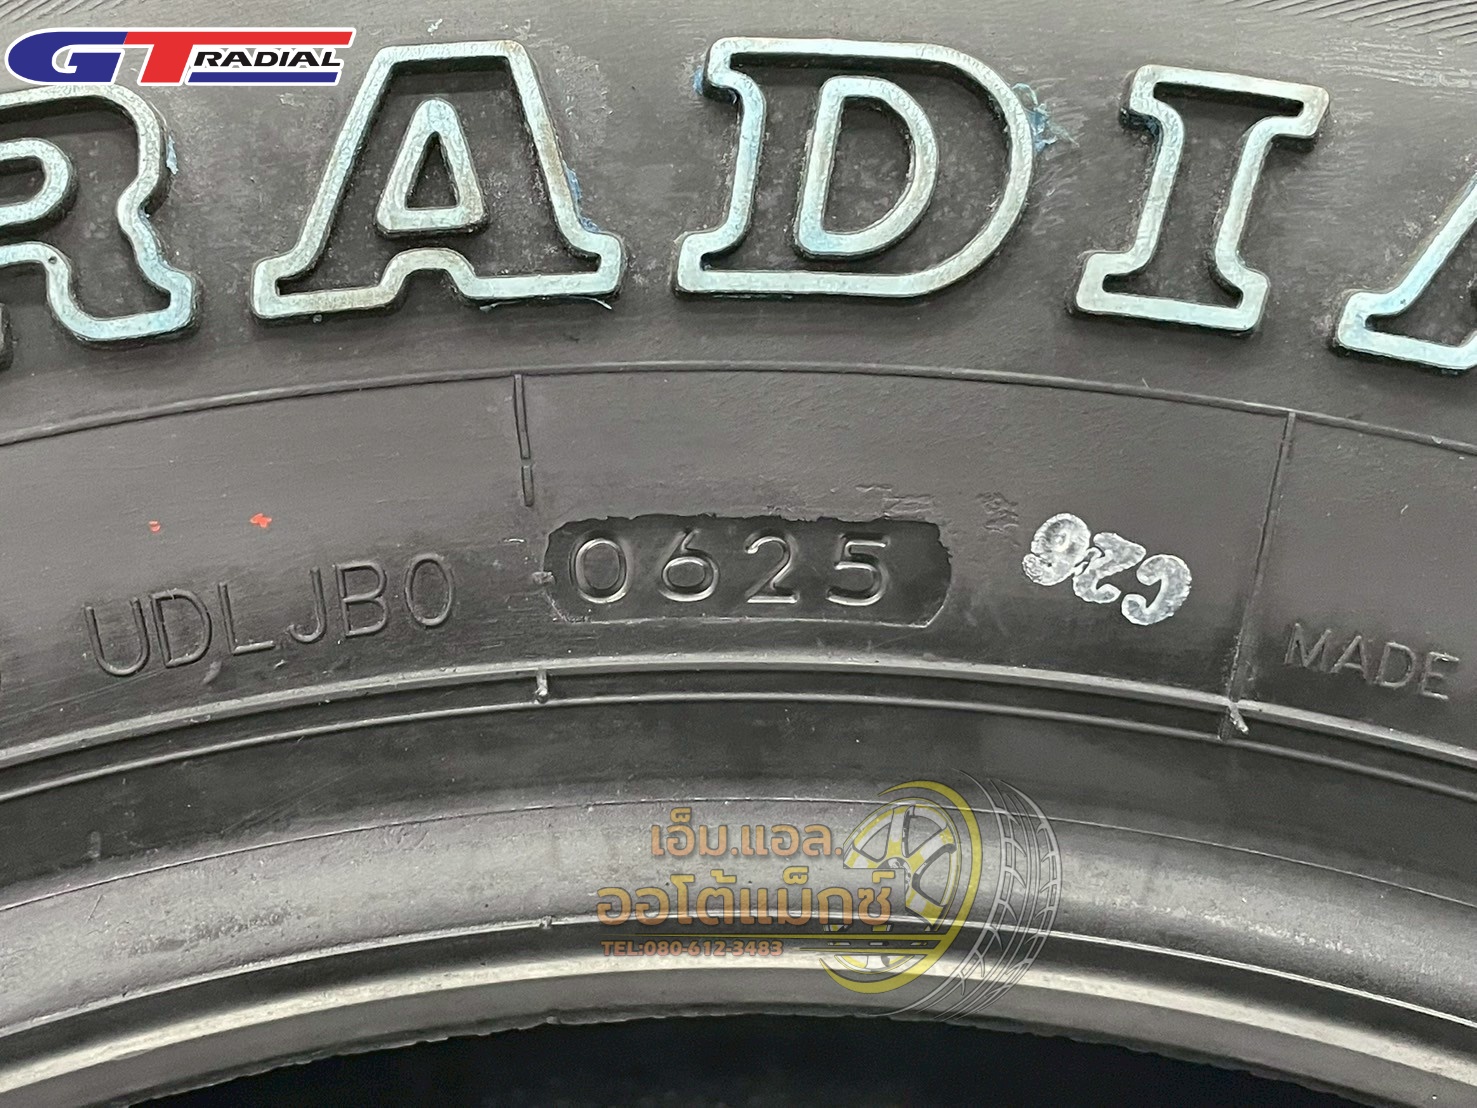 GT RADIAL
RADIA
UDLJB0 0625 C26
MADE
เอ็ม.แอล.
ออโต้แม็กซ์
TEL:080-612-3483